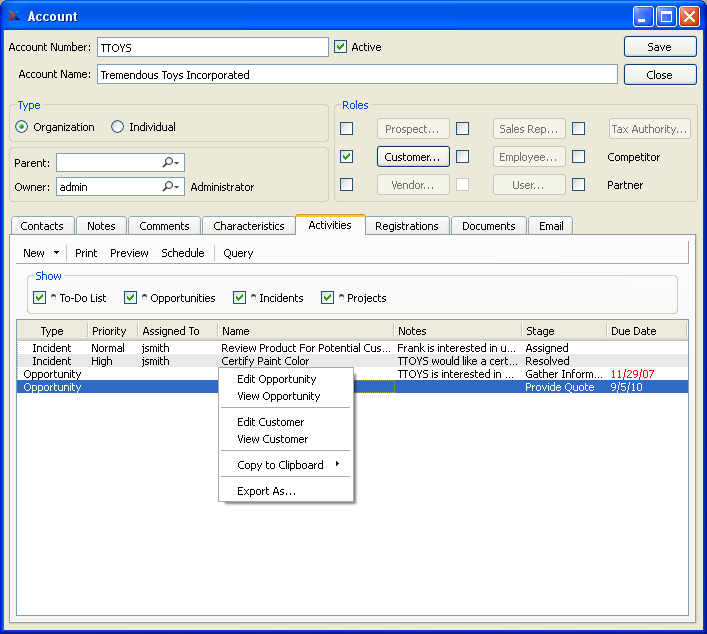 Account
Account Number: TTOYS Active Save
Account Name: Tremendous Toys Incorporated Close
Type Roles
Organization Individual Prospect... Sales Rep... Tax Authority...
Parent: Customer... Employee... Competitor
Owner: admin Administrator Vendor... User... Partner
Contacts Notes Comments Characteristics Activities Registrations Documents Email
New Print Preview Schedule Query
Show
* To-Do List * Opportunities * Incidents * Projects
Type Priority Assigned To Name Notes Stage Due Date
Incident Normal jsmith Review Product For Potential Cus... Frank is interested in u... Assigned
Incident High jsmith Certify Paint Color TTOYS would like a cert... Resolved
Opportunity TTOYS is interested in ... Gather Inform... 11/29/07
Opportunity Provide Quote 9/5/10
Edit Opportunity
View Opportunity
Edit Customer
View Customer
Copy to Clipboard
Export As...